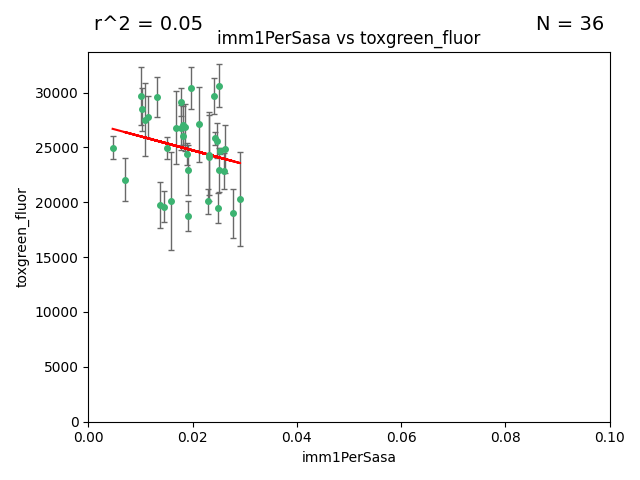 r^2 = 0.05
N = 36
imm1PerSasa vs toxgreen_fluor
toxgreen_fluor
30000
25000
20000
15000
10000
5000
0
0.00
0.02
0.04
0.06
0.08
0.10
imm1PerSasa